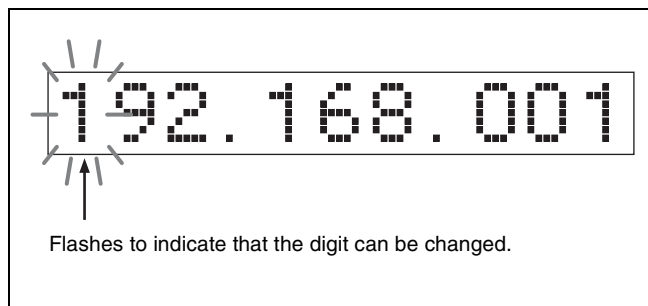 192.168.001
Flashes to indicate that the digit can be changed.